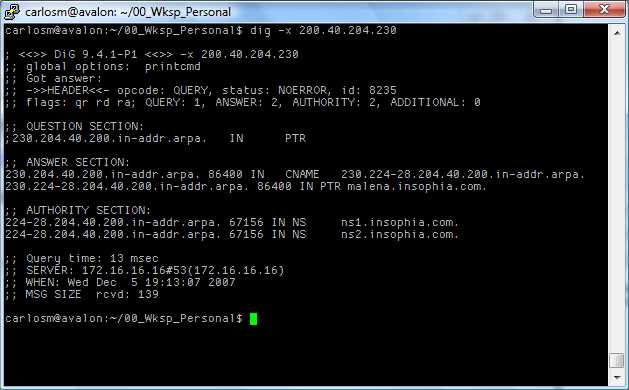 carlosm@avalon: ~/00_Wksp_Personal
carlosm@avalon:~/00_Wksp_Personal$ dig -x 200.40.204.230
; <<>> DiG 9.4.1-P1 <<>> -x 200.40.204.230
;; global options:  printcmd
;; Got answer:
;; ->>HEADER<<- opcode: QUERY, status: NOERROR, id: 8235
;; flags: qr rd ra; QUERY: 1, ANSWER: 2, AUTHORITY: 2, ADDITIONAL: 0
;; QUESTION SECTION:
;230.204.40.200.in-addr.arpa.   IN      PTR
;; ANSWER SECTION:
230.204.40.200.in-addr.arpa. 86400 IN   CNAME   230.224-28.204.40.200.in-addr.arpa.
230.224-28.204.40.200.in-addr.arpa. 86400 IN PTR malena.insophia.com.
;; AUTHORITY SECTION:
224-28.204.40.200.in-addr.arpa. 67156 IN NS     ns1.insophia.com.
224-28.204.40.200.in-addr.arpa. 67156 IN NS     ns2.insophia.com.
;; Query time: 13 msec
;; SERVER: 172.16.16.16#53(172.16.16.16)
;; WHEN: Wed Dec  5 19:13:07 2007
;; MSG SIZE  rcvd: 139
carlosm@avalon:~/00_Wksp_Personal$